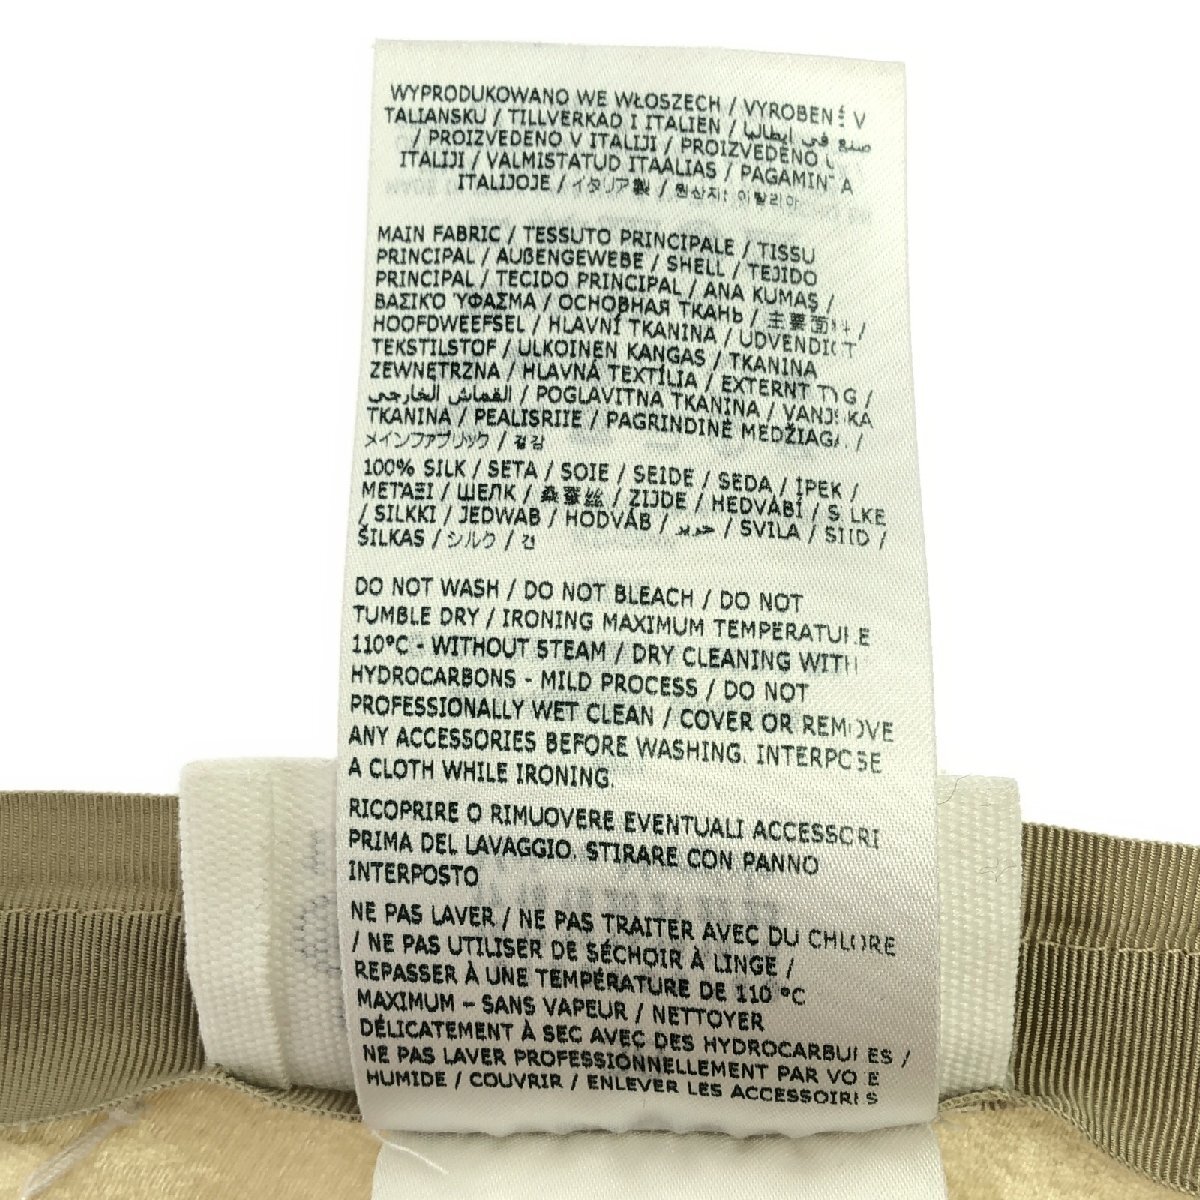 WYPRODUKOWANO WE WŁOSZECH / VYROBENÉ V
TALIANSKU / TILLVERKAD I ITALIEN / صنع في إيطاليا
/ PROIZVEDENO V ITALIJI / PROIZVEDENO
ITALIJI / VALMISTATUD ITAALIAS / PAGAMINTA
ITALIJOJE / イタリア製 / 원산지: 이탈리아
MAIN FABRIC / TESSUTO PRINCIPALE / TISSU
PRINCIPAL / AUßENGEWEBE / SHELL / TEJIDO
PRINCIPAL / TECIDO PRINCIPAL / ANA KUMAŞ /
ΒΑΣΙΚΌ ΎΦΑΣΜΑ / ОСНОВНАЯ ТКАНЬ / 主要面料 /
HOOFDWEEFSEL / HLAVNÍ TKANINA / UDVENDIGT
TEKSTILSTOF / ULKOINEN KANGAS / TKANINA
ZEWNĘTRZNA / HLAVNÁ TEXTÍLIA / EXTERNT TYG /
القماش الخارجي / POGLAVITNA TKANINA / VANJSKA
TKANINA / PEALISRIIE / PAGRINDINĖ MEDŽIAGA /
メインファブリック / 겉감
100% SILK / SETA / SOIE / SEIDE / SEDA / İPEK /
ΜΕΤΆΞΙ / ШЕЛК / 桑蚕丝 / ZIJDE / HEDVÁBÍ / SILKE
/ SILKKI / JEDWAB / HODVÁB / حرير / SVILA / SIID /
ŠILKAS / シルク / 견
DO NOT WASH / DO NOT BLEACH / DO NOT
TUMBLE DRY / IRONING MAXIMUM TEMPERATURE
110°C - WITHOUT STEAM / DRY CLEANING WITH
HYDROCARBONS - MILD PROCESS / DO NOT
PROFESSIONALLY WET CLEAN / COVER OR REMOVE
ANY ACCESSORIES BEFORE WASHING. INTERPOSE
A CLOTH WHILE IRONING.
RICOPRIRE O RIMUOVERE EVENTUALI ACCESSORI
PRIMA DEL LAVAGGIO. STIRARE CON PANNO
INTERPOSTO
NE PAS LAVER / NE PAS TRAITER AVEC DU CHLORE
/ NE PAS UTILISER DE SÉCHOIR À LINGE /
REPASSER À UNE TEMPÉRATURE DE 110 °C
MAXIMUM – SANS VAPEUR / NETTOYER
DÉLICATEMENT À SEC AVEC DES HYDROCARBURES /
NE PAS LAVER PROFESSIONNELLEMENT PAR VOIE
HUMIDE / COUVRIR / ENLEVER LES ACCESSOIRES